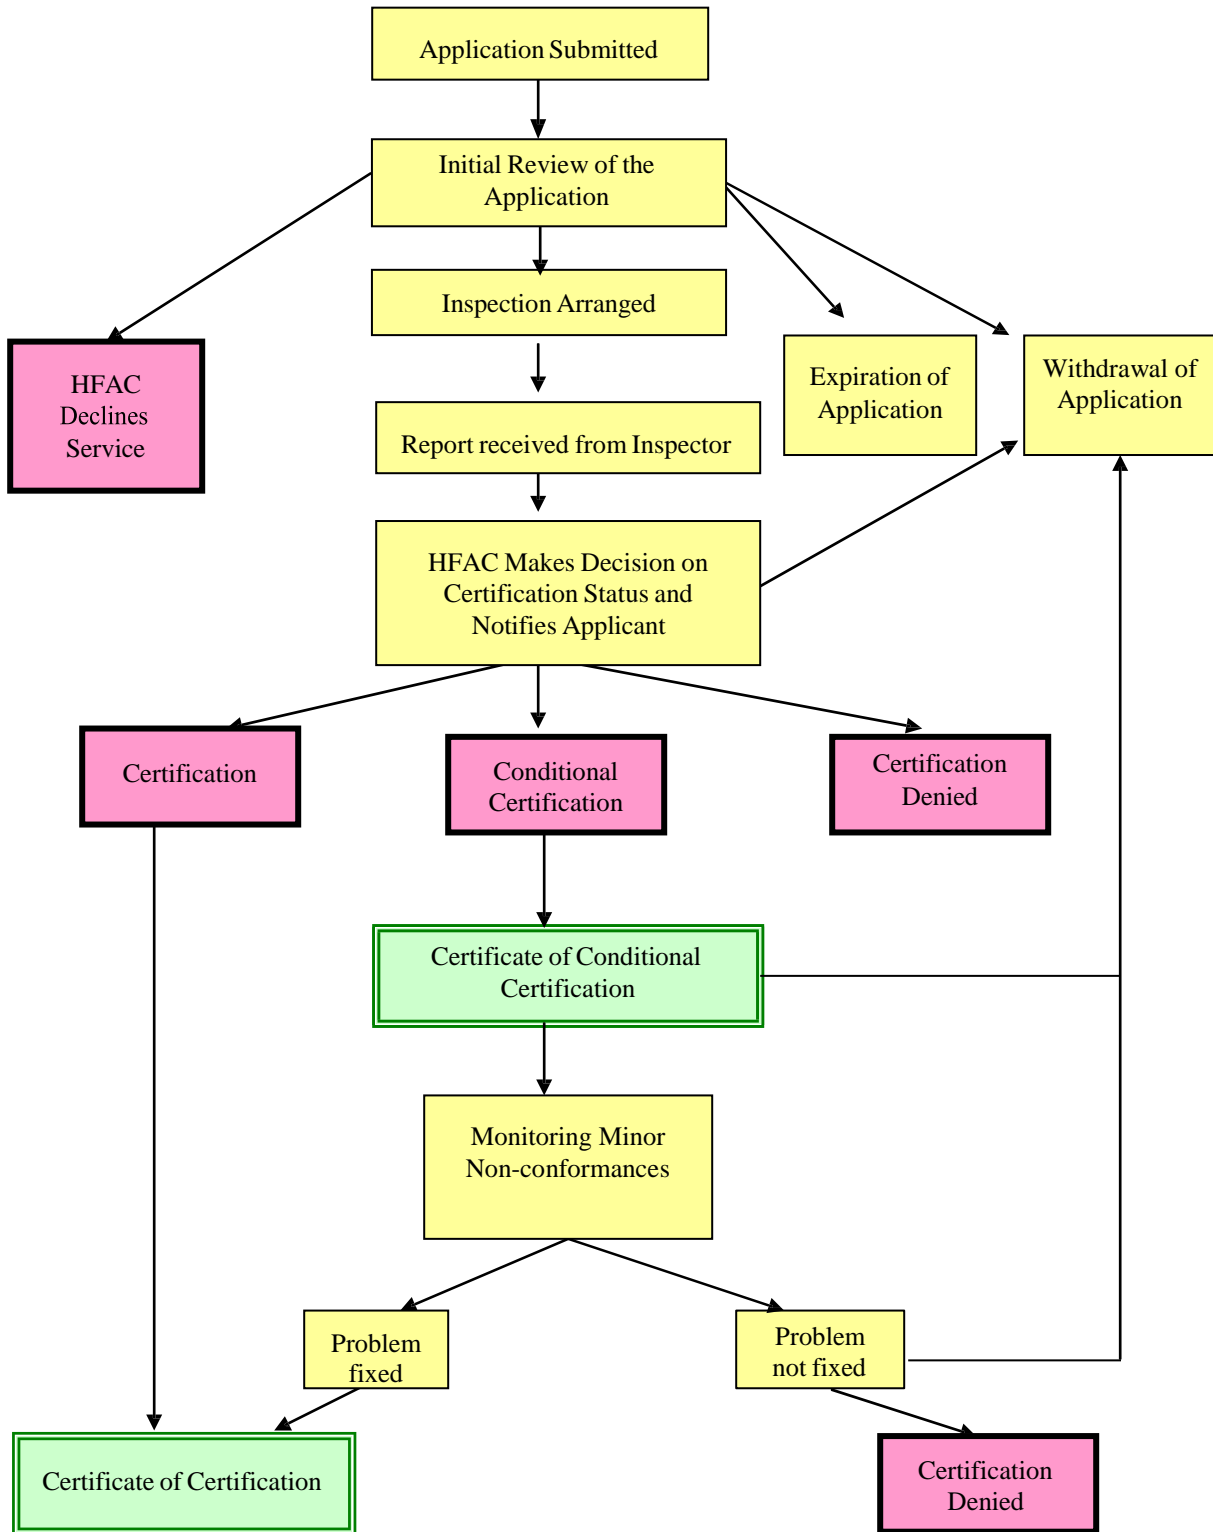 Application Submitted
Initial Review of the
Application
Inspection Arranged
HFAC
Declines
Service
Expiration of
Application
Withdrawal of
Application
Report received from Inspector
HFAC Makes Decision on
Certification Status and
Notifies Applicant
Certification
Conditional
Certification
Certification
Denied
Certificate of Conditional
Certification
Monitoring Minor
Non-conformances
Problem
fixed
Problem
not fixed
Certificate of Certification
Certification
Denied